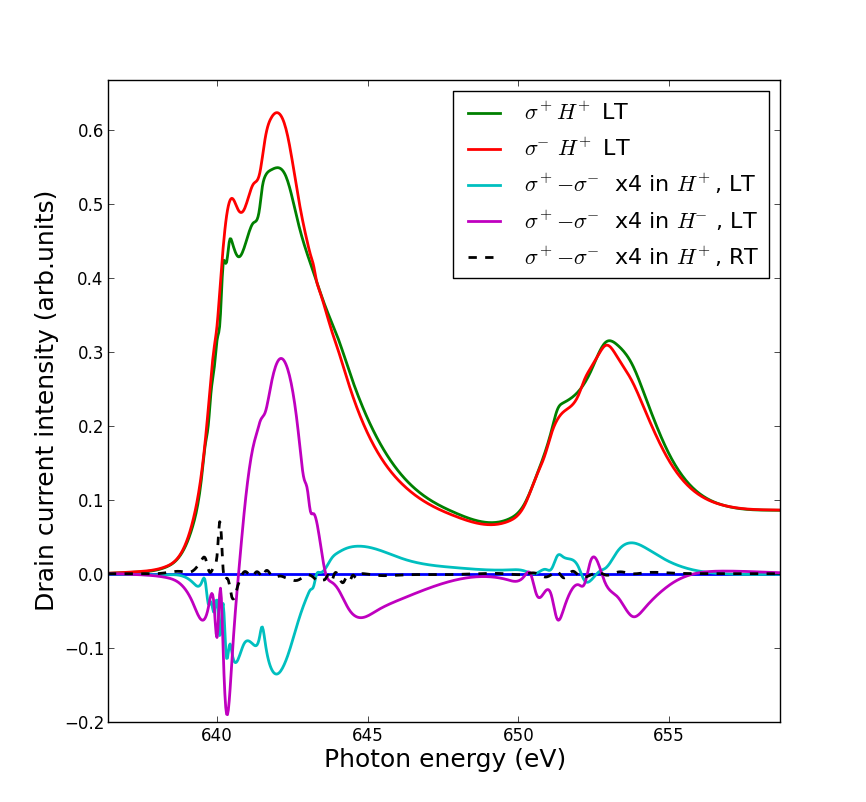 σ⁺ H⁺ LT
σ⁻ H⁺ LT
σ⁺−σ⁻ x4 in H⁺, LT
σ⁺−σ⁻ x4 in H⁻, LT
σ⁺−σ⁻ x4 in H⁺, RT
Drain current intensity (arb.units)
0.6
0.5
0.4
0.3
0.2
0.1
0.0
−0.1
−0.2
640 645 650 655
Photon energy (eV)